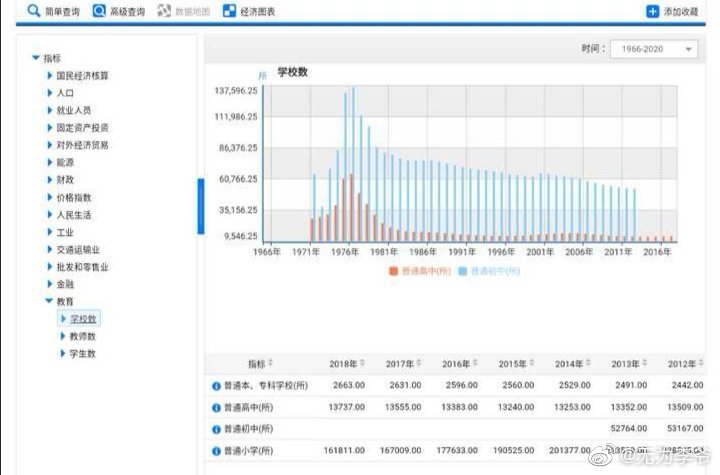 简单查询 高级查询 数据地图 经济图表 添加收藏
时间： 1966-2020
指标
国民经济核算
人口
就业人员
固定资产投资
对外经济贸易
能源
财政
价格指数
人民生活
工业
交通运输业
批发和零售业
金融
教育
学校数
教师数
学生数
所 学校数
137,596.25
111,986.25
86,376.25
60,766.25
35,156.25
9,546.25
1966年 1971年 1976年 1981年 1986年 1991年 1996年 2001年 2006年 2011年 2016年
普通高中(所) 普通初中(所)
指标 2018年 2017年 2016年 2015年 2014年 2013年 2012年
普通本、专科学校(所) 2663.00 2631.00 2596.00 2560.00 2529.00 2491.00 2442.00
普通高中(所) 13737.00 13555.00 13383.00 13240.00 13253.00 13352.00 13509.00
普通初中(所) 52764.00 53167.00
普通小学(所) 161811.00 167009.00 177633.00 190525.00 201377.00